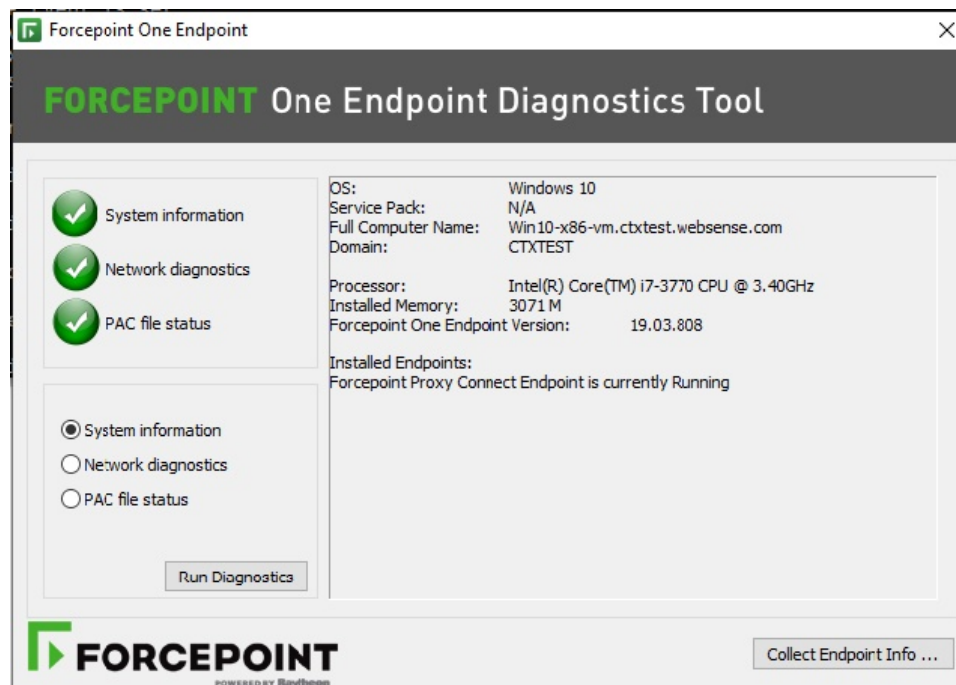 Forcepoint One Endpoint
FORCEPOINT One Endpoint Diagnostics Tool
System information
Network diagnostics
PAC file status
System information
Network diagnostics
PAC file status
Run Diagnostics
OS: Windows 10
Service Pack: N/A
Full Computer Name: Win10-x86-vm.ctxtest.websense.com
Domain: CTXTEST
Processor: Intel(R) Core(TM) i7-3770 CPU @ 3.40GHz
Installed Memory: 3071 M
Forcepoint One Endpoint Version: 19.03.808
Installed Endpoints:
Forcepoint Proxy Connect Endpoint is currently Running
FORCEPOINT
POWERED BY Raytheon
Collect Endpoint Info ...